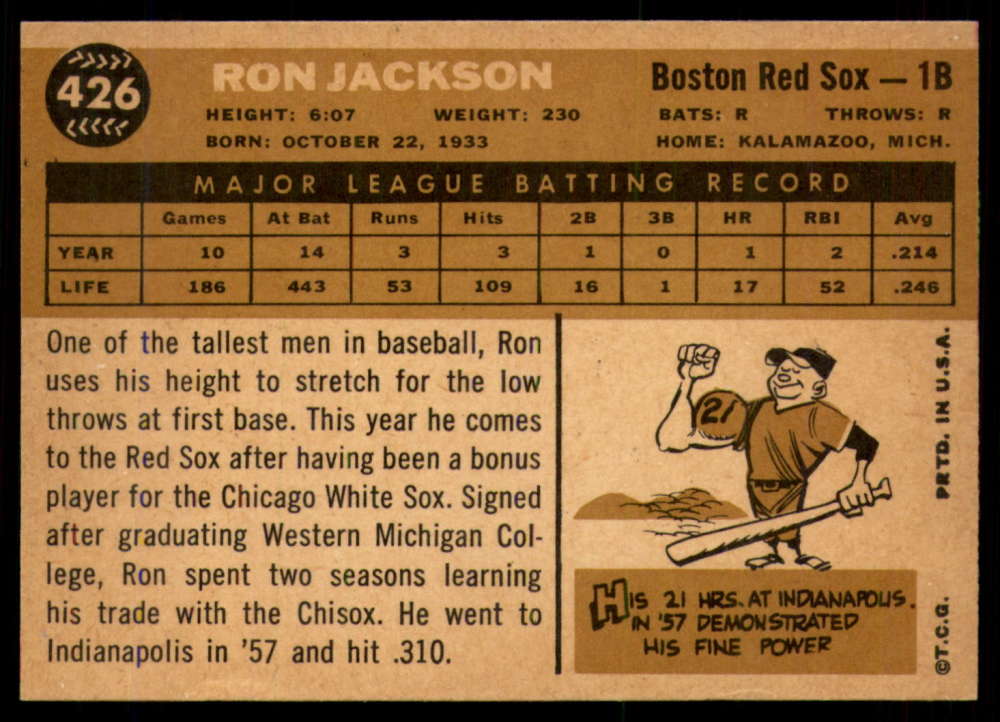 426
RON JACKSON
Boston Red Sox — 1B
HEIGHT: 6:07 WEIGHT: 230 BATS: R THROWS: R
BORN: OCTOBER 22, 1933 HOME: KALAMAZOO, MICH.
MAJOR LEAGUE BATTING RECORD
Games At Bat Runs Hits 2B 3B HR RBI Avg
YEAR 10 14 3 3 1 0 1 2 .214
LIFE 186 443 53 109 16 1 17 52 .246
One of the tallest men in baseball, Ron
uses his height to stretch for the low
throws at first base. This year he comes
to the Red Sox after having been a bonus
player for the Chicago White Sox. Signed
after graduating Western Michigan Col-
lege, Ron spent two seasons learning
his trade with the Chisox. He went to
Indianapolis in '57 and hit .310.
21
HIS 21 HRS. AT INDIANAPOLIS.
IN '57 DEMONSTRATED
HIS FINE POWER
©T.C.G. PRTD. IN U.S.A.